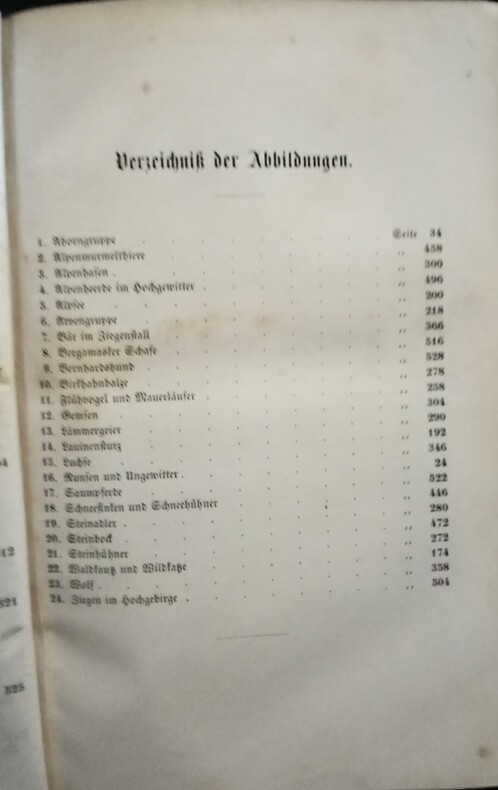 Verzeichniß der Abbildungen.
1. Ahorngruppe . . . . . . Seite 34
2. Alpenmurmelthiere . . . . . „ 458
3. Alpenhasen . . . . . . „ 300
4. Alpenheerde im Hochgewitter . . . . „ 496
5. Alpsee . . . . . . „ 200
6. Arvengruppe . . . . . . „ 218
7. Bär im Ziegenstall . . . . . „ 366
8. Bergamasker Schafe . . . . . „ 516
9. Bernhardshund . . . . . . „ 528
10. Birkhahnbalze . . . . . . „ 278
11. Flühvogel und Mauerläufer . . . . „ 258
12. Gemsen . . . . . . „ 304
13. Lämmergeier . . . . . . „ 290
14. Lauinensturz . . . . . . „ 192
15. Luchse . . . . . . „ 346
16. Runsen und Ungewitter . . . . . „ 24
17. Saumpferde . . . . . . „ 522
18. Schneefinken und Schneehühner . . . . „ 446
19. Steinadler . . . . . . „ 280
20. Steinbock . . . . . . „ 472
21. Steinhühner . . . . . . „ 272
22. Waldkauz und Wildkatze . . . . . „ 174
23. Wolf . . . . . . „ 358
24. Ziegen im Hochgebirge . . . . . „ 504